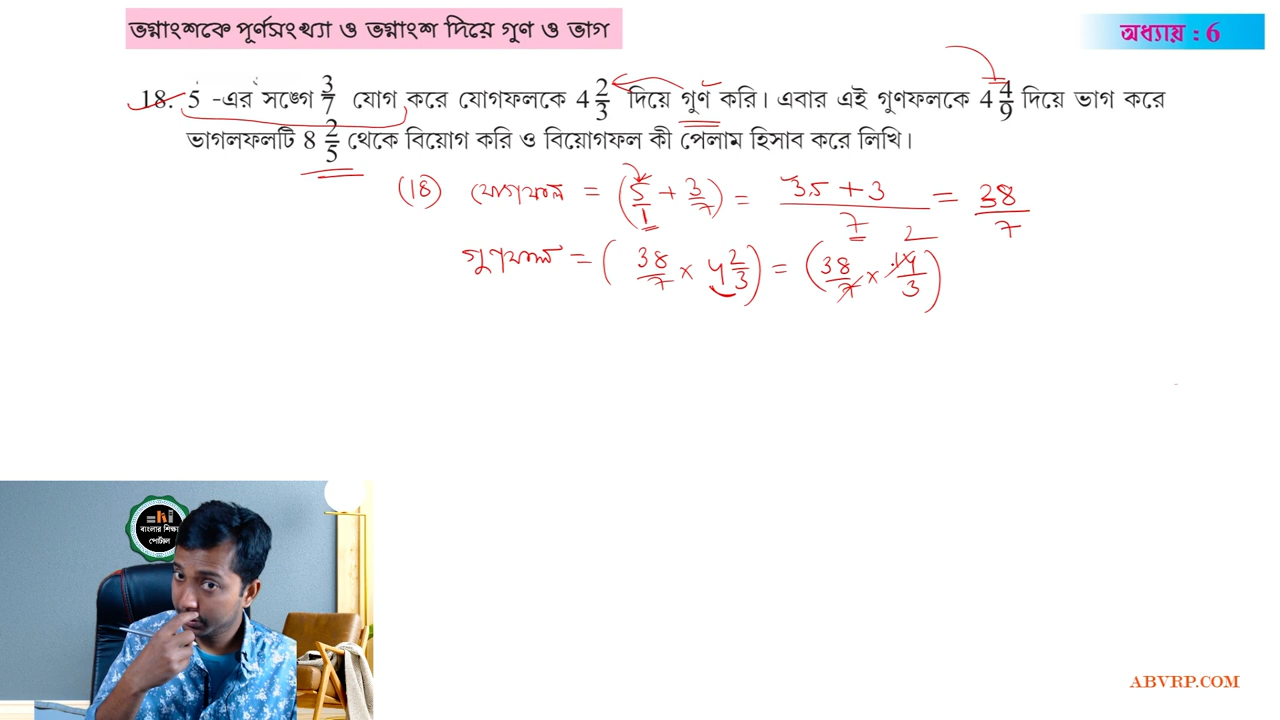 ভগ্নাংশকে পূর্ণসংখ্যা ও ভগ্নাংশ দিয়ে গুণ ও ভাগ
অধ্যায় : 6
18. 5 -এর সঙ্গে 3/7 যোগ করে যোগফলকে 4 2/3 দিয়ে গুণ করি। এবার এই গুণফলকে 4 4/9 দিয়ে ভাগ করে
ভাগলফলটি 8 2/5 থেকে বিয়োগ করি ও বিয়োগফল কী পেলাম হিসাব করে লিখি।
(18) যোগফল = (5/1 + 3/7) = (35 + 3)/7 = 38/7
গুণফল = (38/7 × 4 2/3) = (38/7 × 14/3) 2
বাংলার শিক্ষা
পোর্টাল
ABVRP.COM